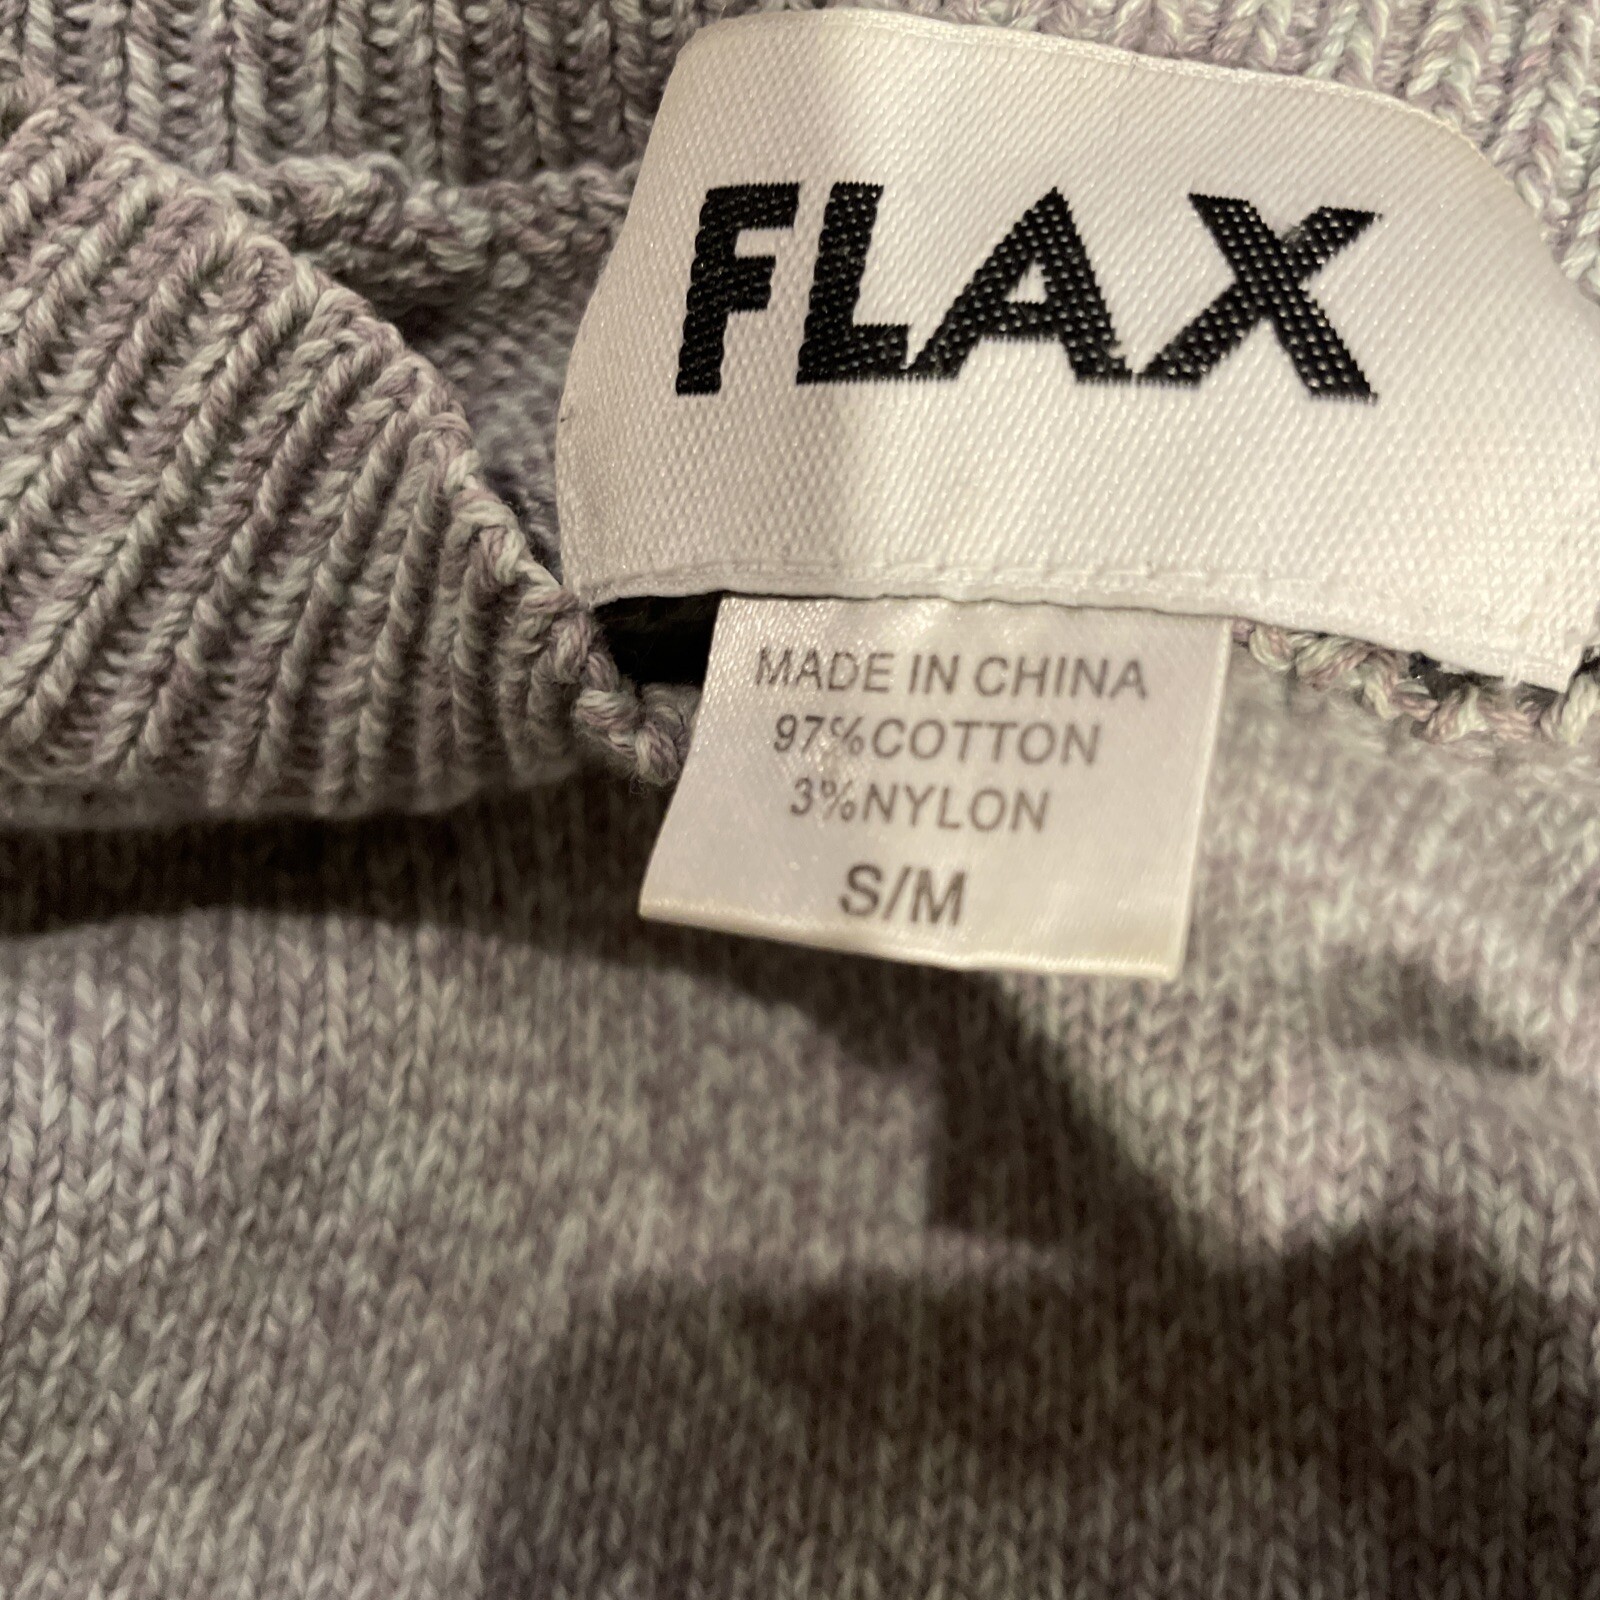 FLAX
MADE IN CHINA
97%COTTON
3%NYLON
S/M